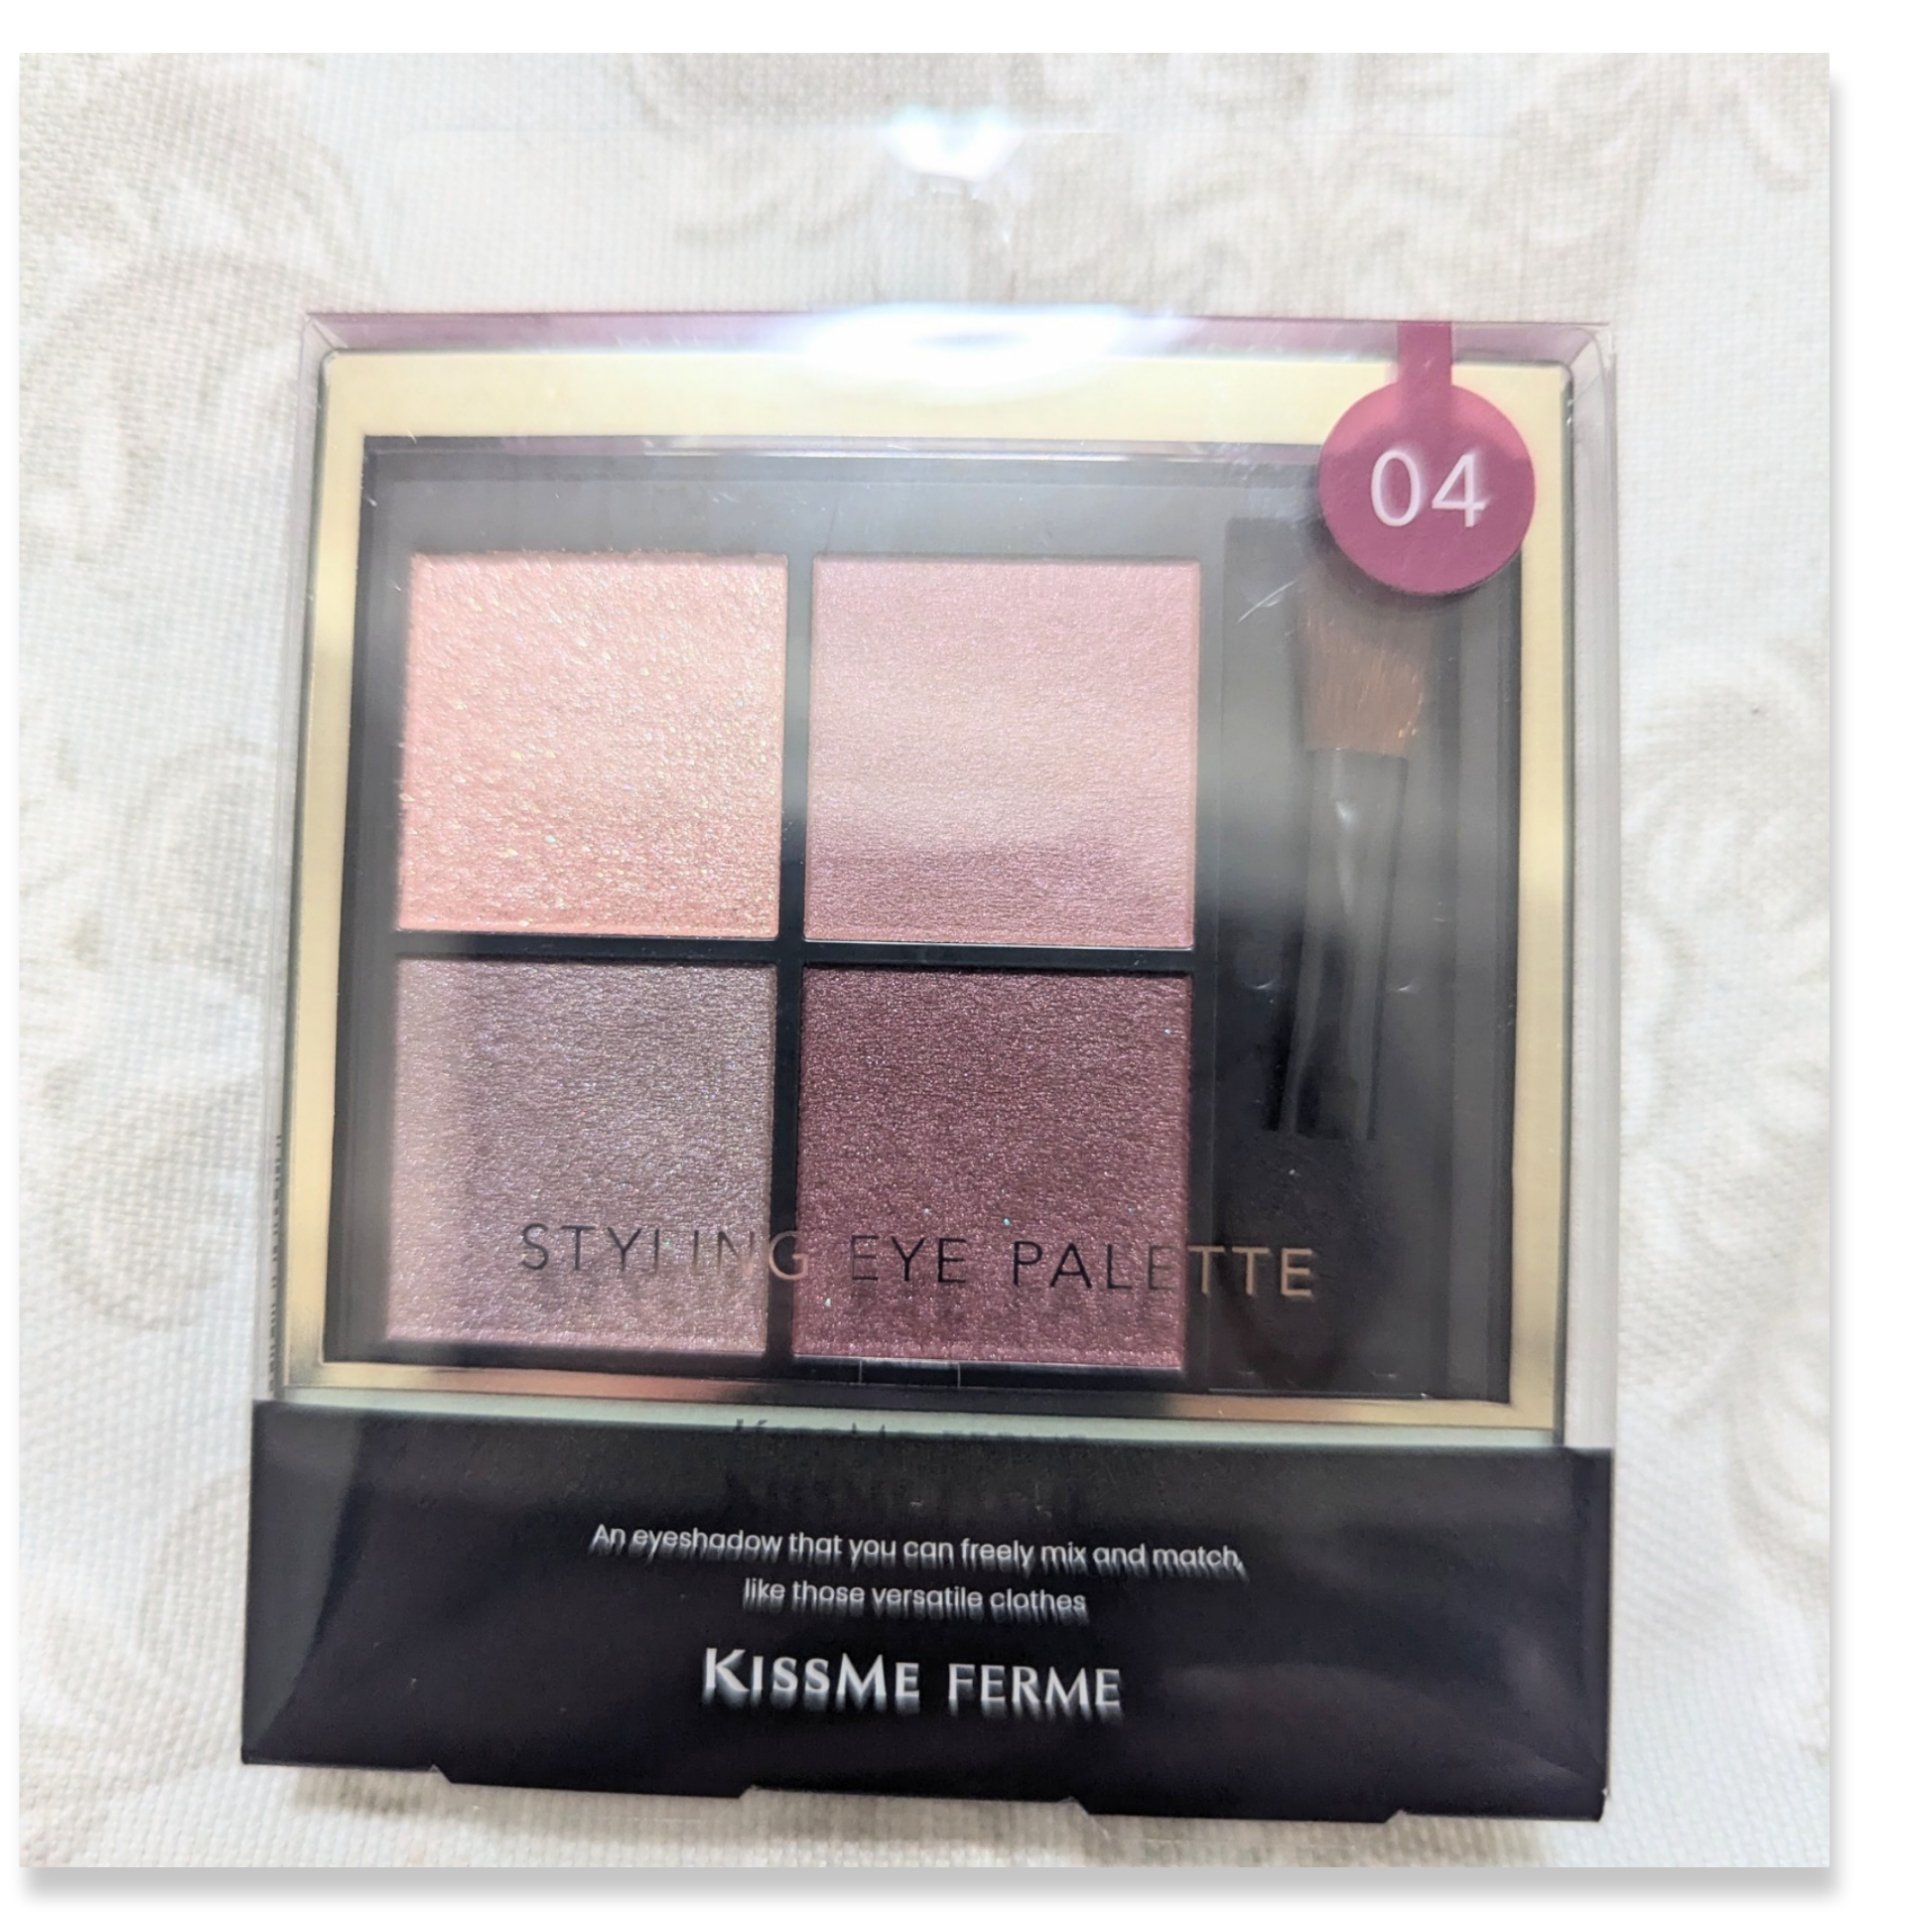 04
STYLING EYE PALETTE
An eyeshadow that you can freely mix and match,
like those versatile clothes
KISSME FERME